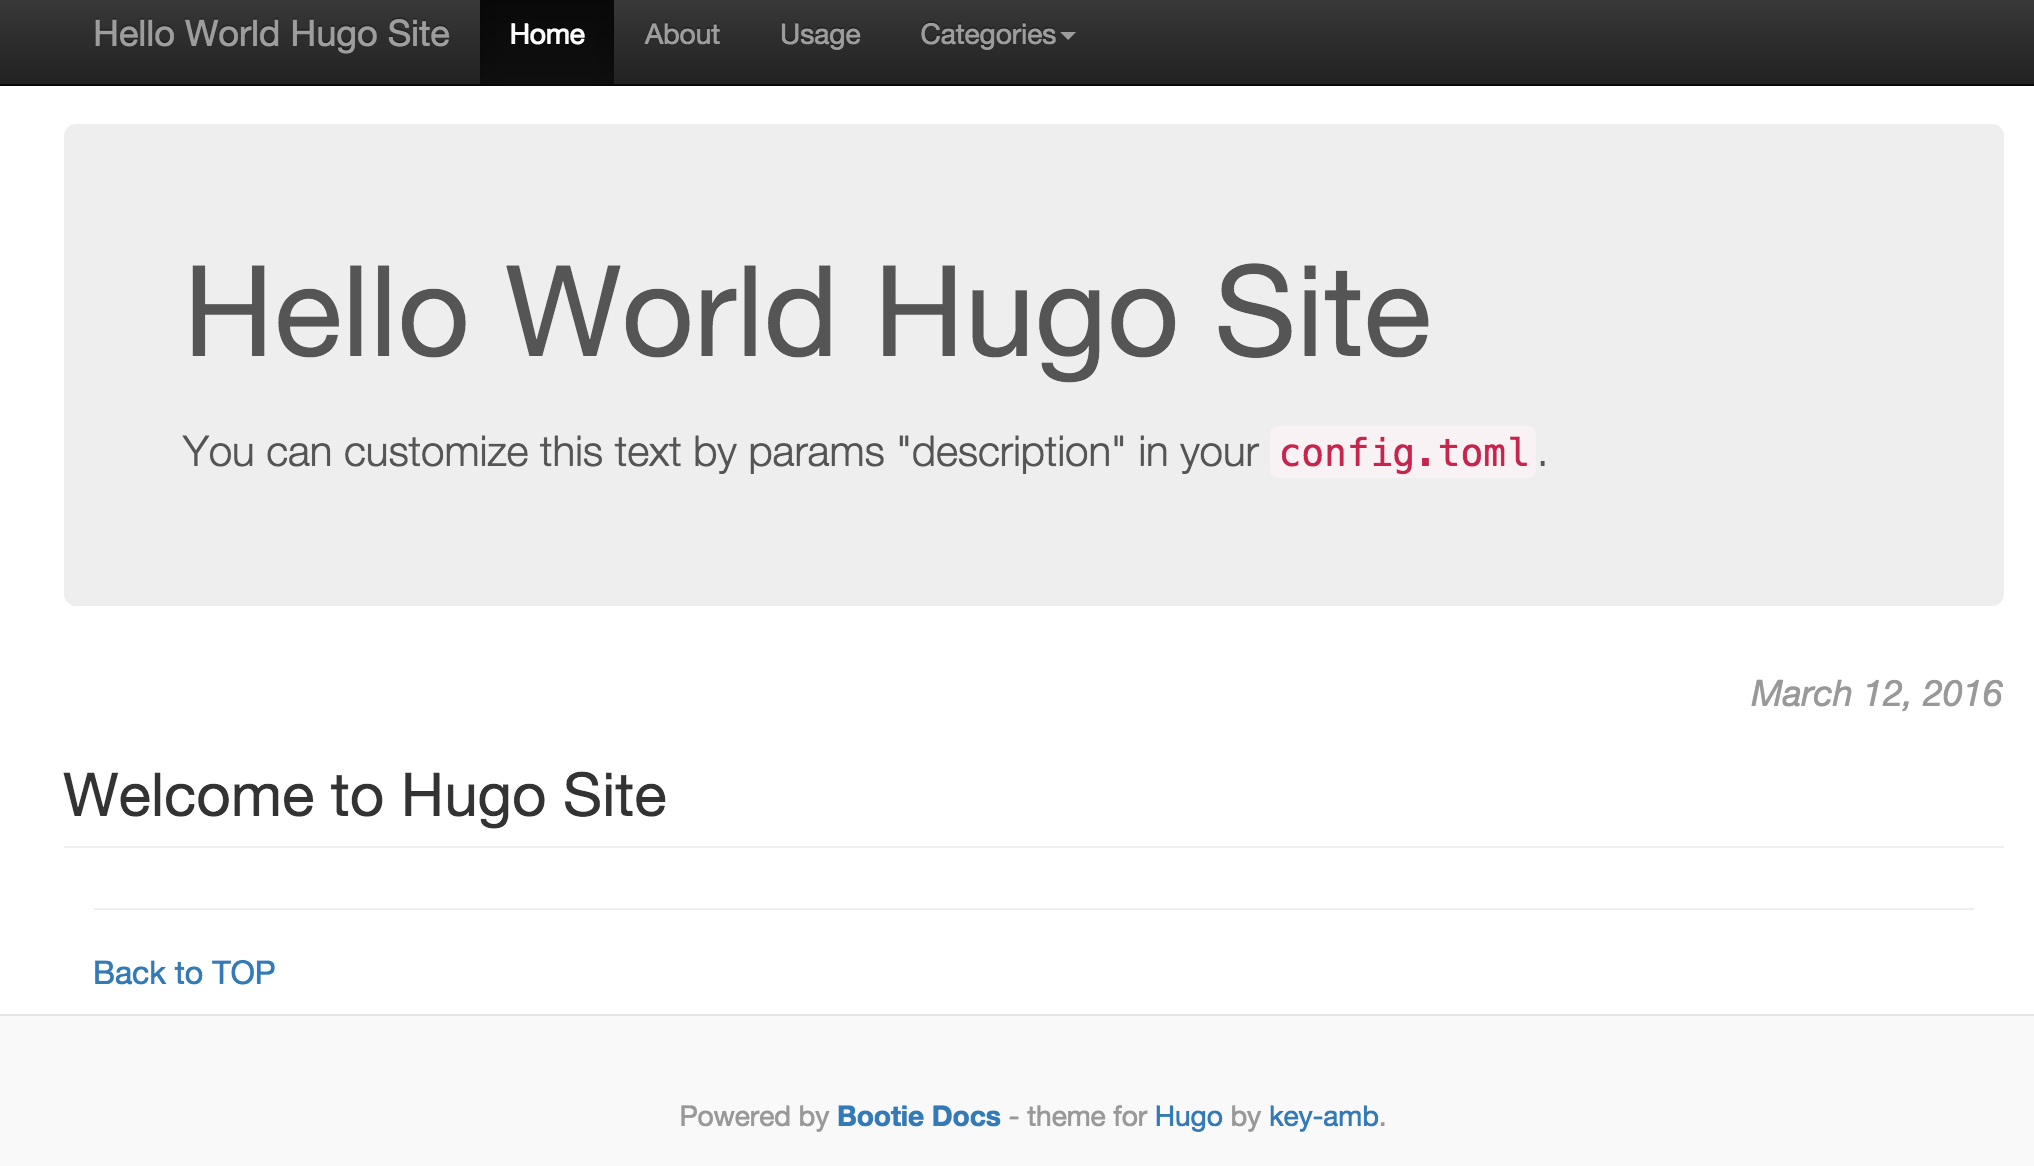 Hello World Hugo Site Home About Usage Categories
Hello World Hugo Site
You can customize this text by params "description" in your config.toml.
March 12, 2016
Welcome to Hugo Site
Back to TOP
Powered by Bootie Docs - theme for Hugo by key-amb.